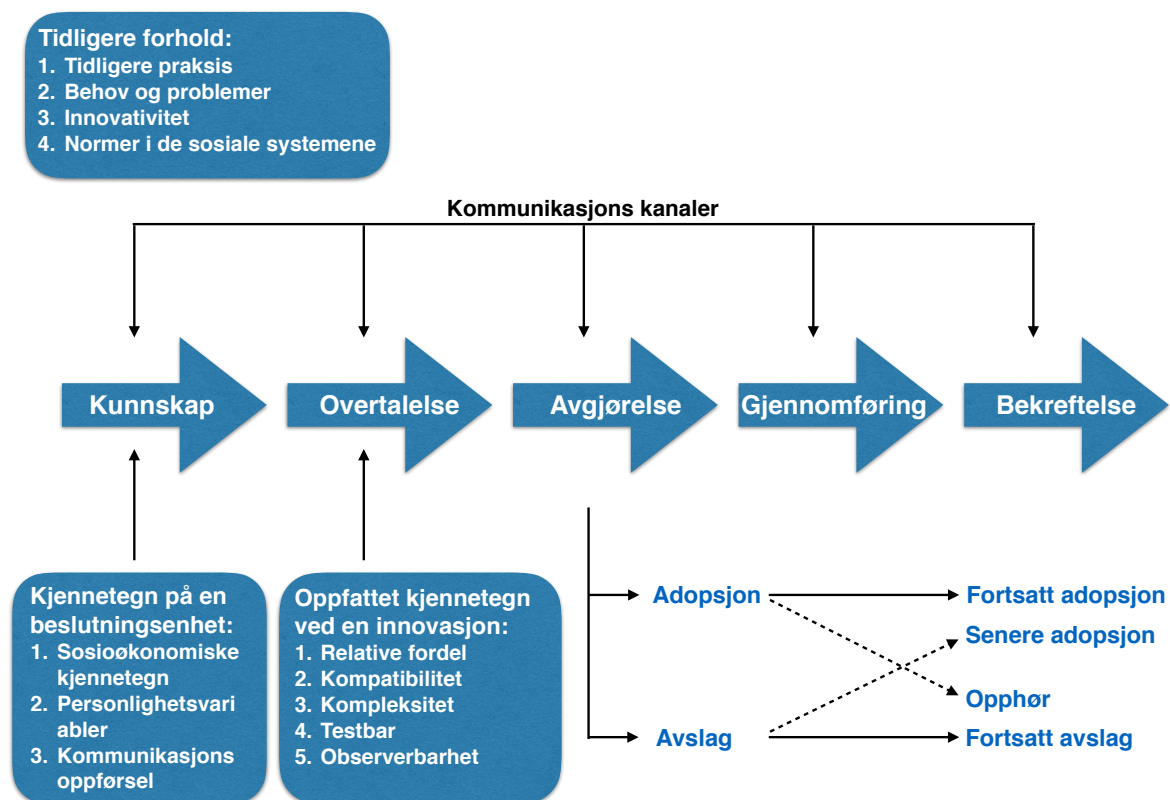 Tidligere forhold:
1. Tidligere praksis
2. Behov og problemer
3. Innovativitet
4. Normer i de sosiale systemene
Kommunikasjons kanaler
Kunnskap
Overtalelse
Avgjørelse
Gjennomføring
Bekreftelse
Kjennetegn på en
beslutningsenhet:
1. Sosioøkonomiske
kjennetegn
2. Personlighetsvari
abler
3. Kommunikasjons
oppførsel
Oppfattet kjennetegn
ved en innovasjon:
1. Relative fordel
2. Kompatibilitet
3. Kompleksitet
4. Testbar
5. Observerbarhet
Adopsjon
Avslag
Fortsatt adopsjon
Senere adopsjon
Opphør
Fortsatt avslag